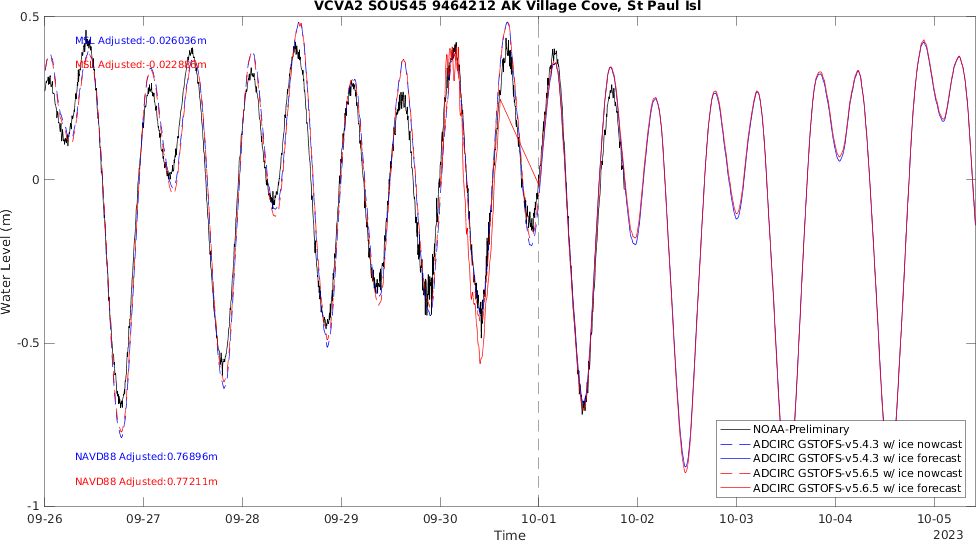 VCVA2 SOUS45 9464212 AK Village Cove, St Paul Isl
0.5
MSL Adjusted:-0.026036m
MSL Adjusted:-0.022886m
0
Water Level (m)
-0.5
NAVD88 Adjusted:0.76896m
NAVD88 Adjusted:0.77211m
NOAA-Preliminary
ADCIRC GSTOFS-v5.4.3 w/ ice nowcast
ADCIRC GSTOFS-v5.4.3 w/ ice forecast
ADCIRC GSTOFS-v5.6.5 w/ ice nowcast
ADCIRC GSTOFS-v5.6.5 w/ ice forecast
-1
09-26 09-27 09-28 09-29 09-30 10-01 10-02 10-03 10-04 10-05
Time
2023